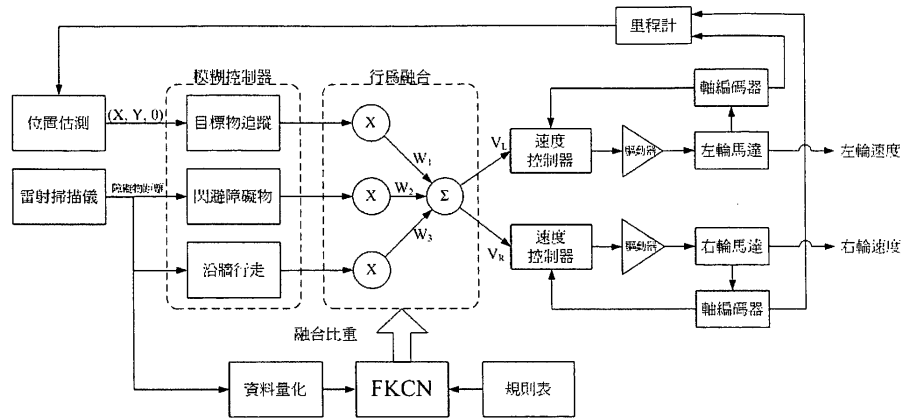 里程計
模糊控制器
行為融合
軸編码器
位置估測
(X, Y, 0)
目標物追蹤
X
W1
VL
速度
控制器
驅動器
左輪馬達
左輪速度
雷射掃描儀
障礙物距離
閃避障礙物
X
W2
Σ
沿牆行走
X
W3
VR
速度
控制器
驅動器
右輪馬達
右輪速度
軸編码器
融合比重
資料量化
FKCN
規則表